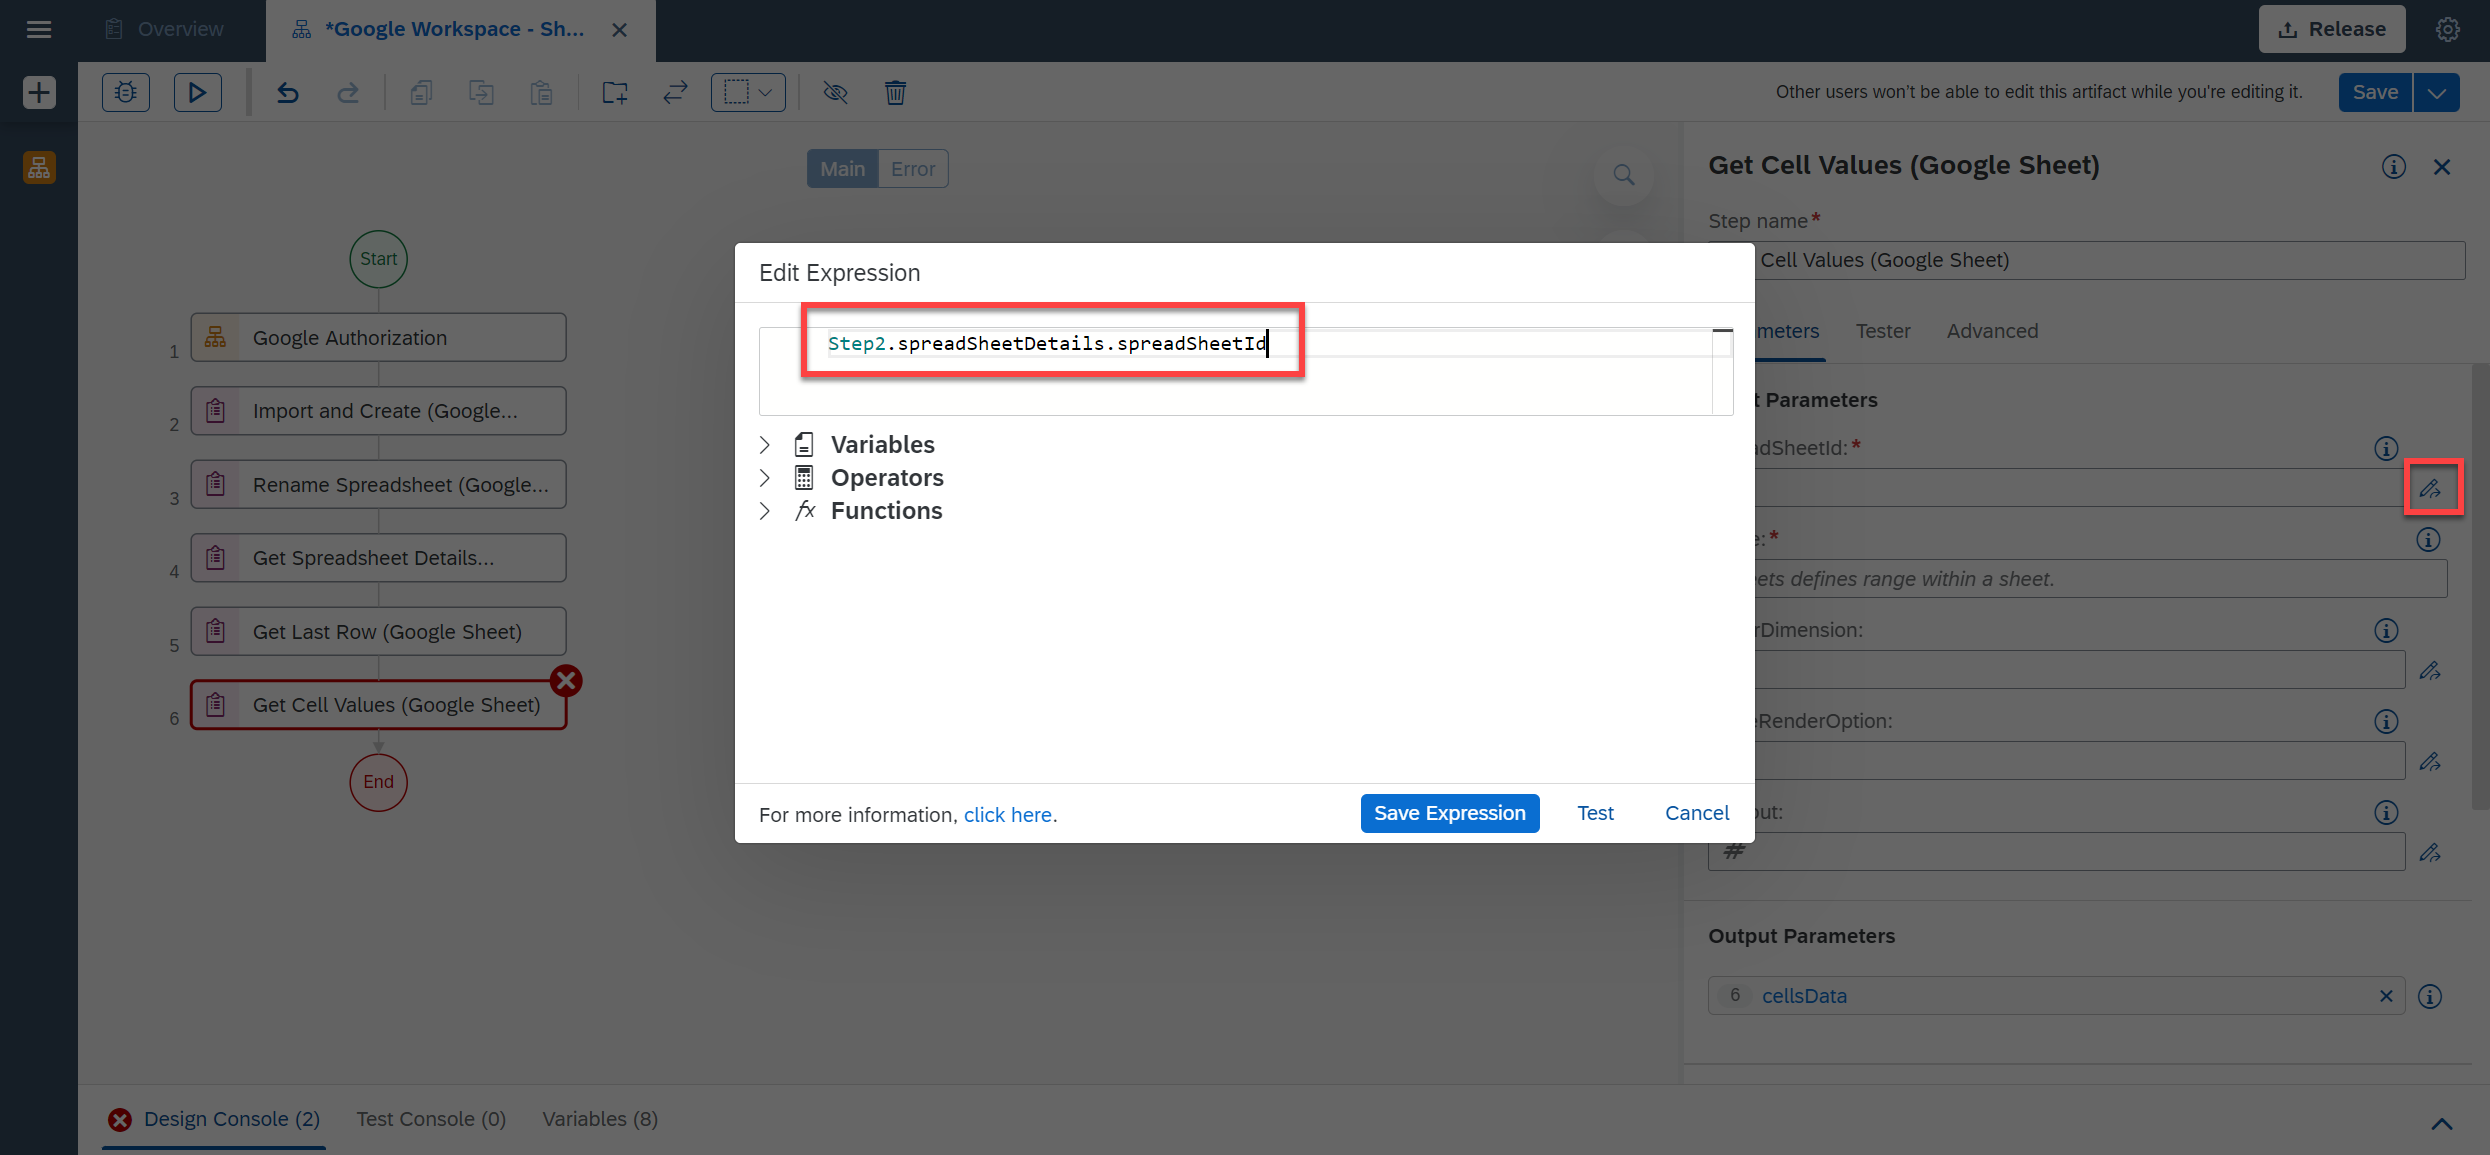 Overview
*Google Workspace - Sh...
Release
Other users won't be able to edit this artifact while you're editing it.
Save
Main
Error
Get Cell Values (Google Sheet)
Step name*
Cell Values (Google Sheet)
Start
1
Google Authorization
2
Import and Create (Google...
3
Rename Spreadsheet (Google...
4
Get Spreadsheet Details...
5
Get Last Row (Google Sheet)
6
Get Cell Values (Google Sheet)
End
Edit Expression
Step2.spreadSheetDetails.spreadSheetId
Variables
Operators
fx Functions
For more information, click here.
Save Expression
Test
Cancel
meters
Tester
Advanced
t Parameters
dSheetId:*
e:*
ets defines range within a sheet.
rDimension:
RenderOption:
out:
#
Output Parameters
6 cellsData
Design Console (2)
Test Console (0)
Variables (8)